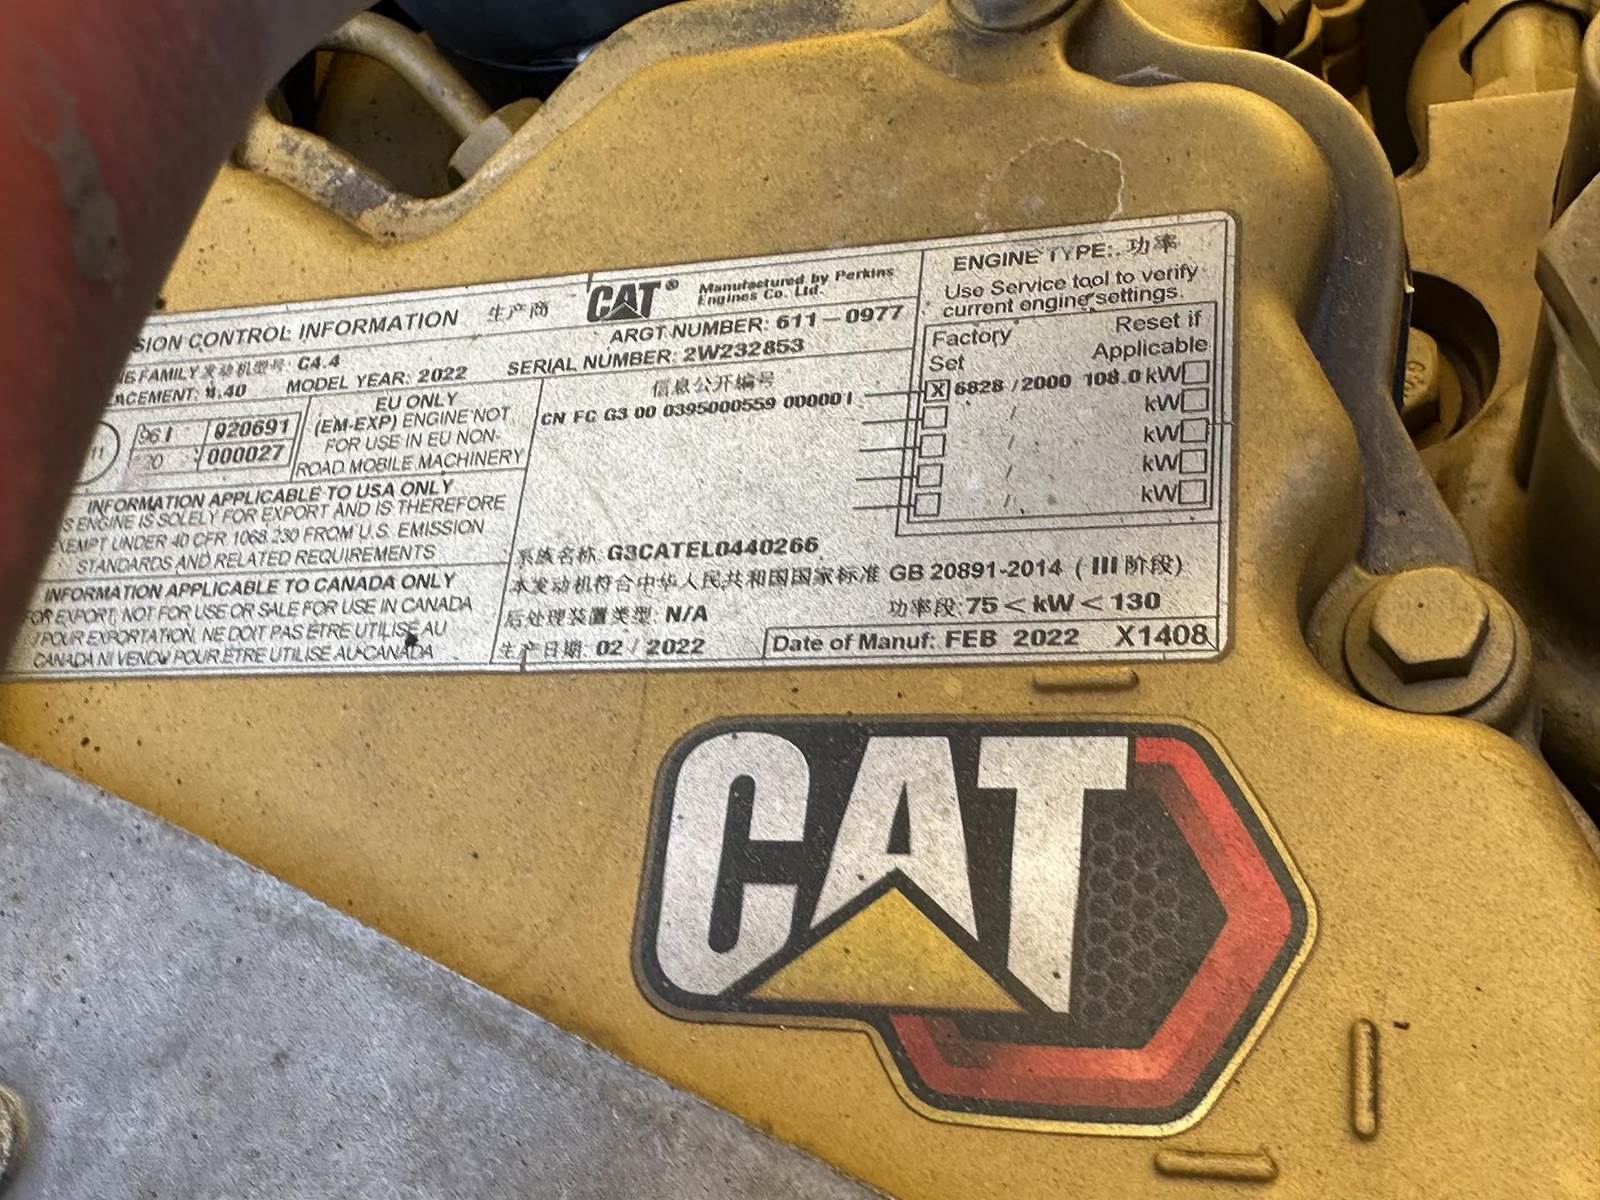 SION CONTROL INFORMATION 生产商 CAT® Manufactured by Perkins Engines Co. Ltd.
FAMILY 发动机型号: C4.4 ARGT NUMBER: 611-0977
ACEMENT: 4.40 MODEL YEAR: 2022 SERIAL NUMBER: 2W232853
961 020691
20 000027
EU ONLY
(EM-EXP) ENGINE NOT
FOR USE IN EU NON-
ROAD MOBILE MACHINERY
信息公开编号
CN FC G3 00 0395000559 000001
INFORMATION APPLICABLE TO USA ONLY
S ENGINE IS SOLELY FOR EXPORT AND IS THEREFORE
EXEMPT UNDER 40 CFR 1068.230 FROM U.S. EMISSION
STANDARDS AND RELATED REQUIREMENTS
INFORMATION APPLICABLE TO CANADA ONLY
FOR EXPORT, NOT FOR USE OR SALE FOR USE IN CANADA
POUR EXPORTATION, NE DOIT PAS ÊTRE UTILISÉ AU
CANADA NI VENDU POUR ÊTRE UTILISÉ AU CANADA
ENGINE TYPE: 功率
Use Service tool to verify
current engine settings.
Factory Set Reset if Applicable
X 6828 / 2000 108.0 kW
/ kW
/ kW
/ kW
/ kW
系族名称: G3CATEL0440266
本发动机符合中华人民共和国国家标准 GB 20891-2014 ( III 阶段)
后处理装置类型: N/A 功率段: 75 < kW < 130
生产日期: 02 / 2022 Date of Manuf: FEB 2022 X1408
CAT